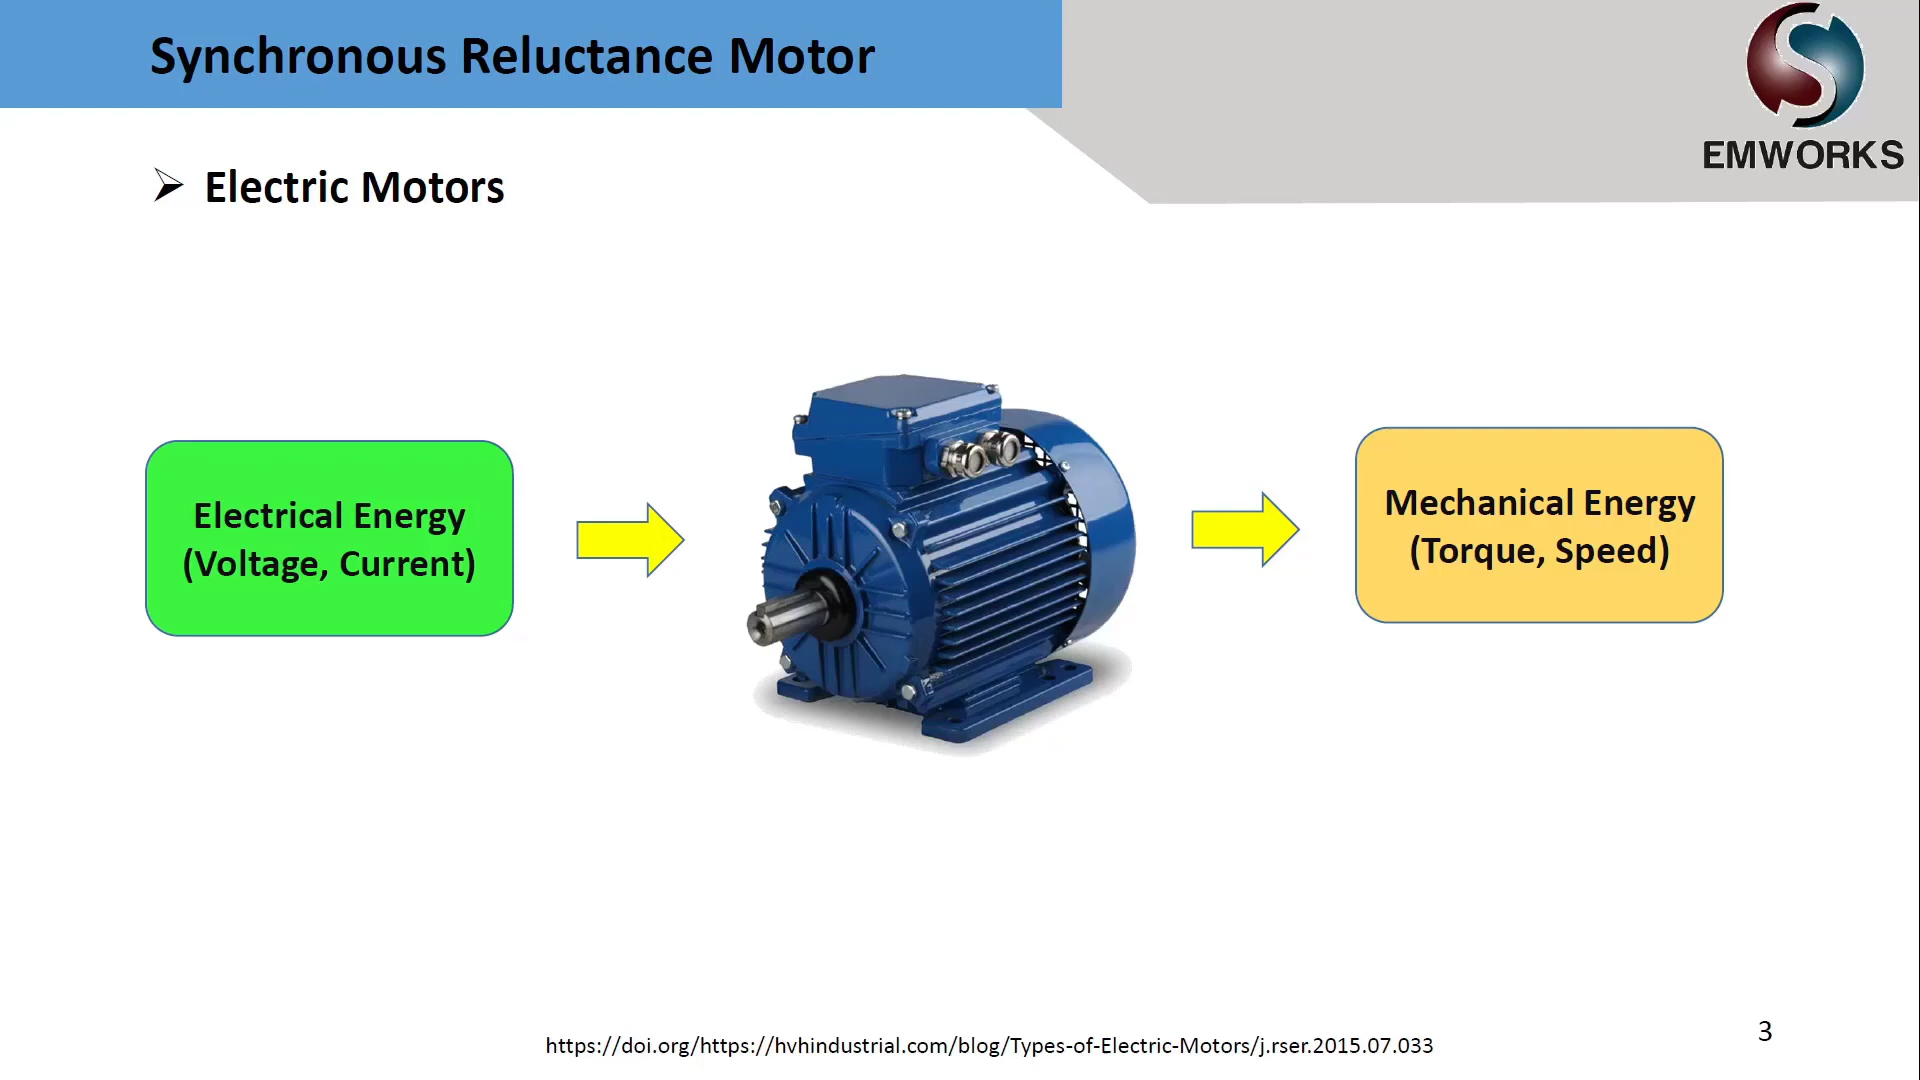 Synchronous Reluctance Motor
EMWORKS
Electric Motors
Electrical Energy
(Voltage, Current)
Mechanical Energy
(Torque, Speed)
https://doi.org/https://hvhindustrial.com/blog/Types-of-Electric-Motors/j.rser.2015.07.033
3